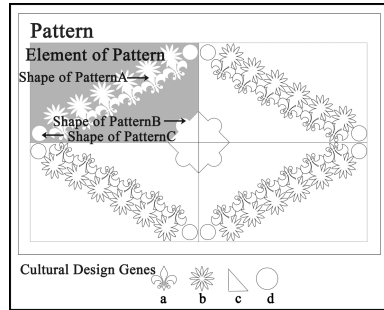 Pattern
Element of Pattern
Shape of PatternA
Shape of PatternB
Shape of PatternC
Cultural Design Genes
a b c d